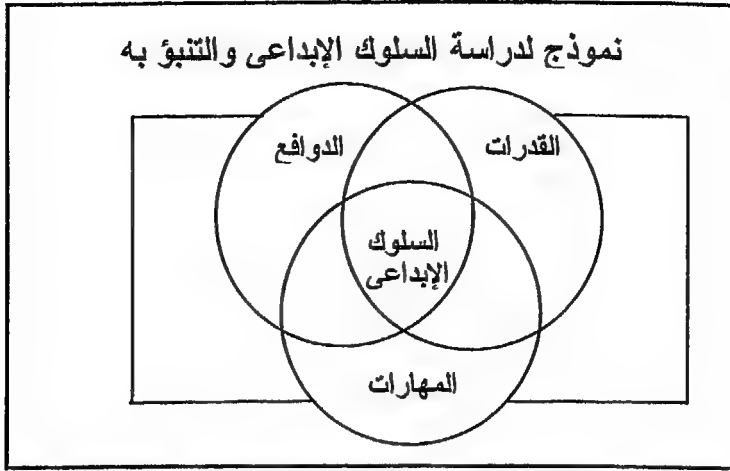 نموذج لدراسة السلوك الإبداعى والتنبؤ به
القدرات
الدوافع
السلوك
الإبداعى
المهارات